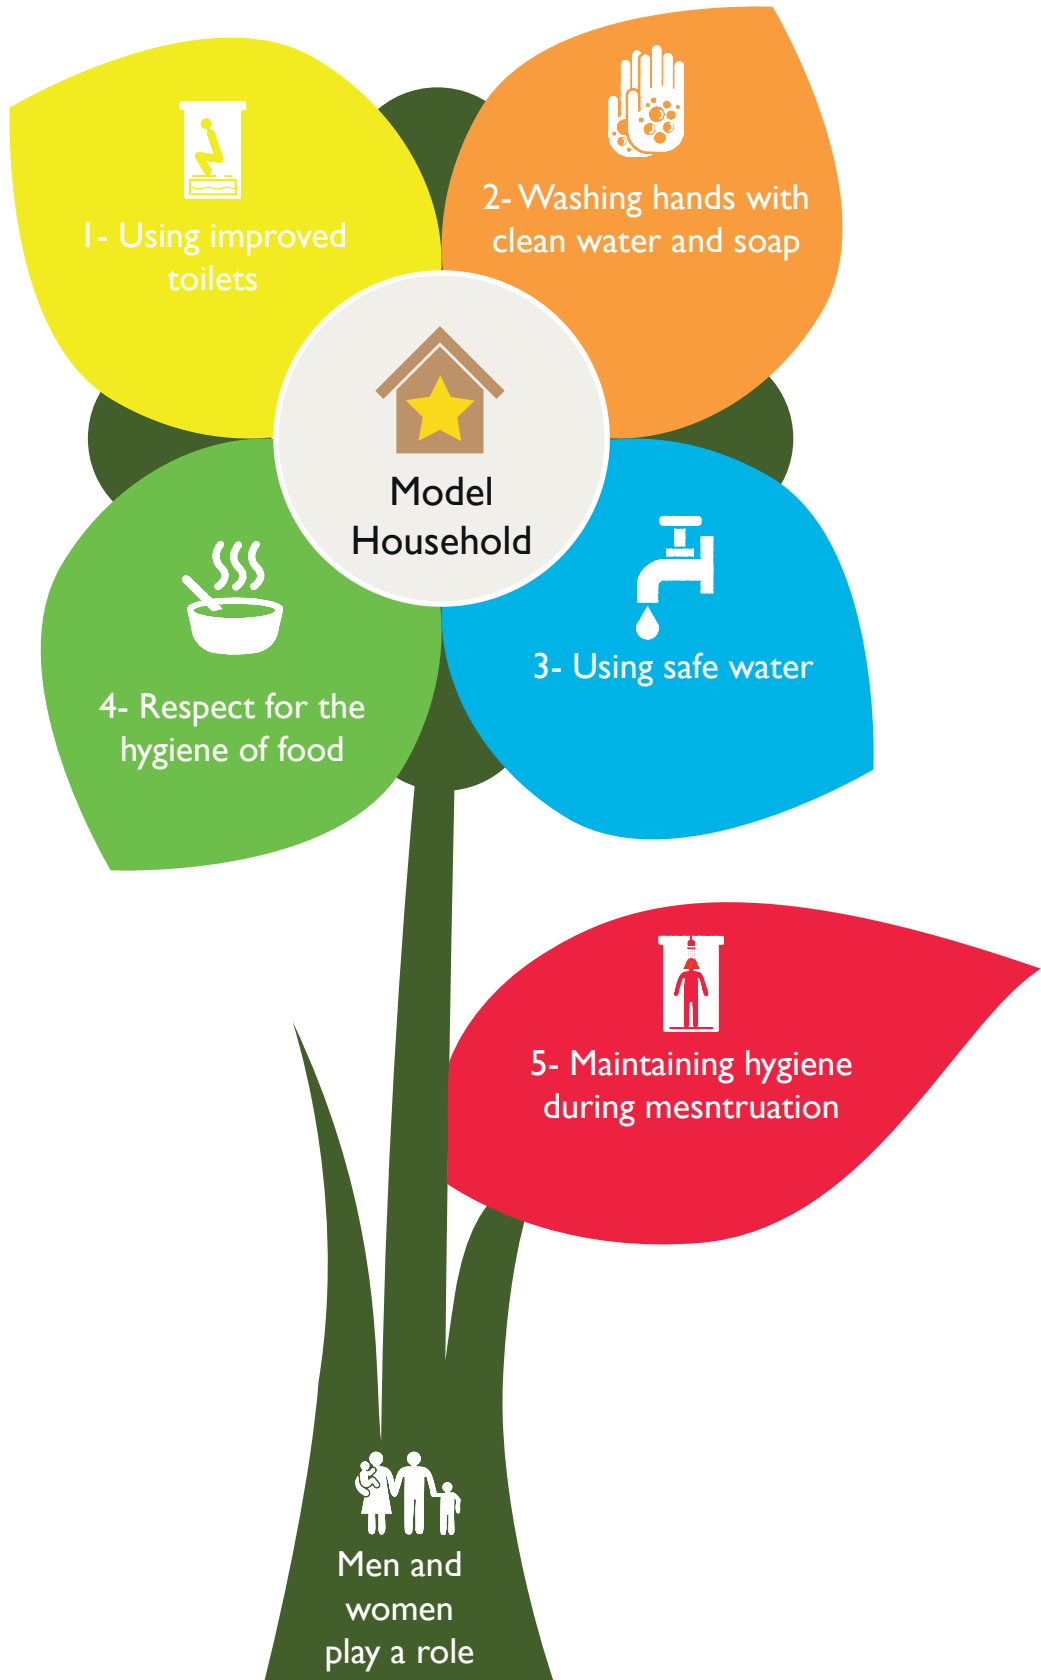 1- Using improved
toilets
2- Washing hands with
clean water and soap
Model
Household
3- Using safe water
4- Respect for the
hygiene of food
5- Maintaining hygiene
during mesntruation
Men and
women
play a role